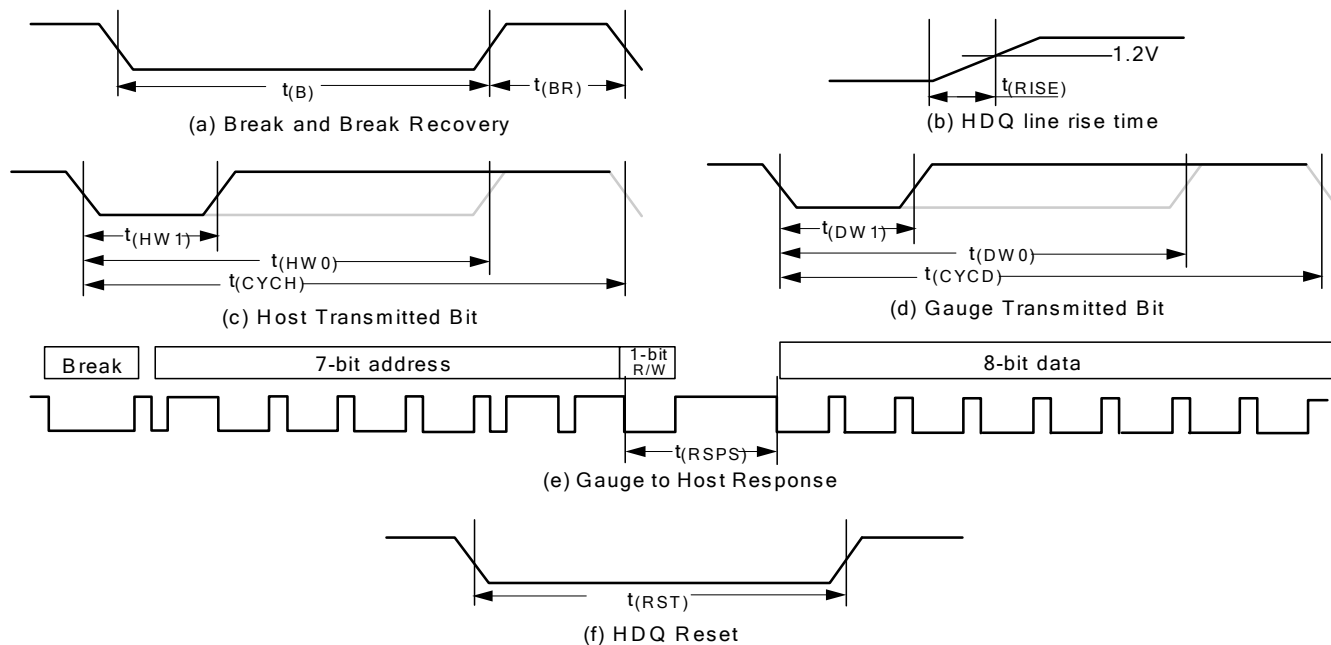 1.2V
t(B)
t(BR)
t(RISE)
(a) Break and Break Recovery
(b) HDQ line rise time
t(HW1)
t(HW0)
t(CYCH)
(c) Host Transmitted Bit
t(DW1)
t(DW0)
t(CYCD)
(d) Gauge Transmitted Bit
Break
7-bit address
1-bit
R/W
8-bit data
t(RSPS)
(e) Gauge to Host Response
t(RST)
(f) HDQ Reset